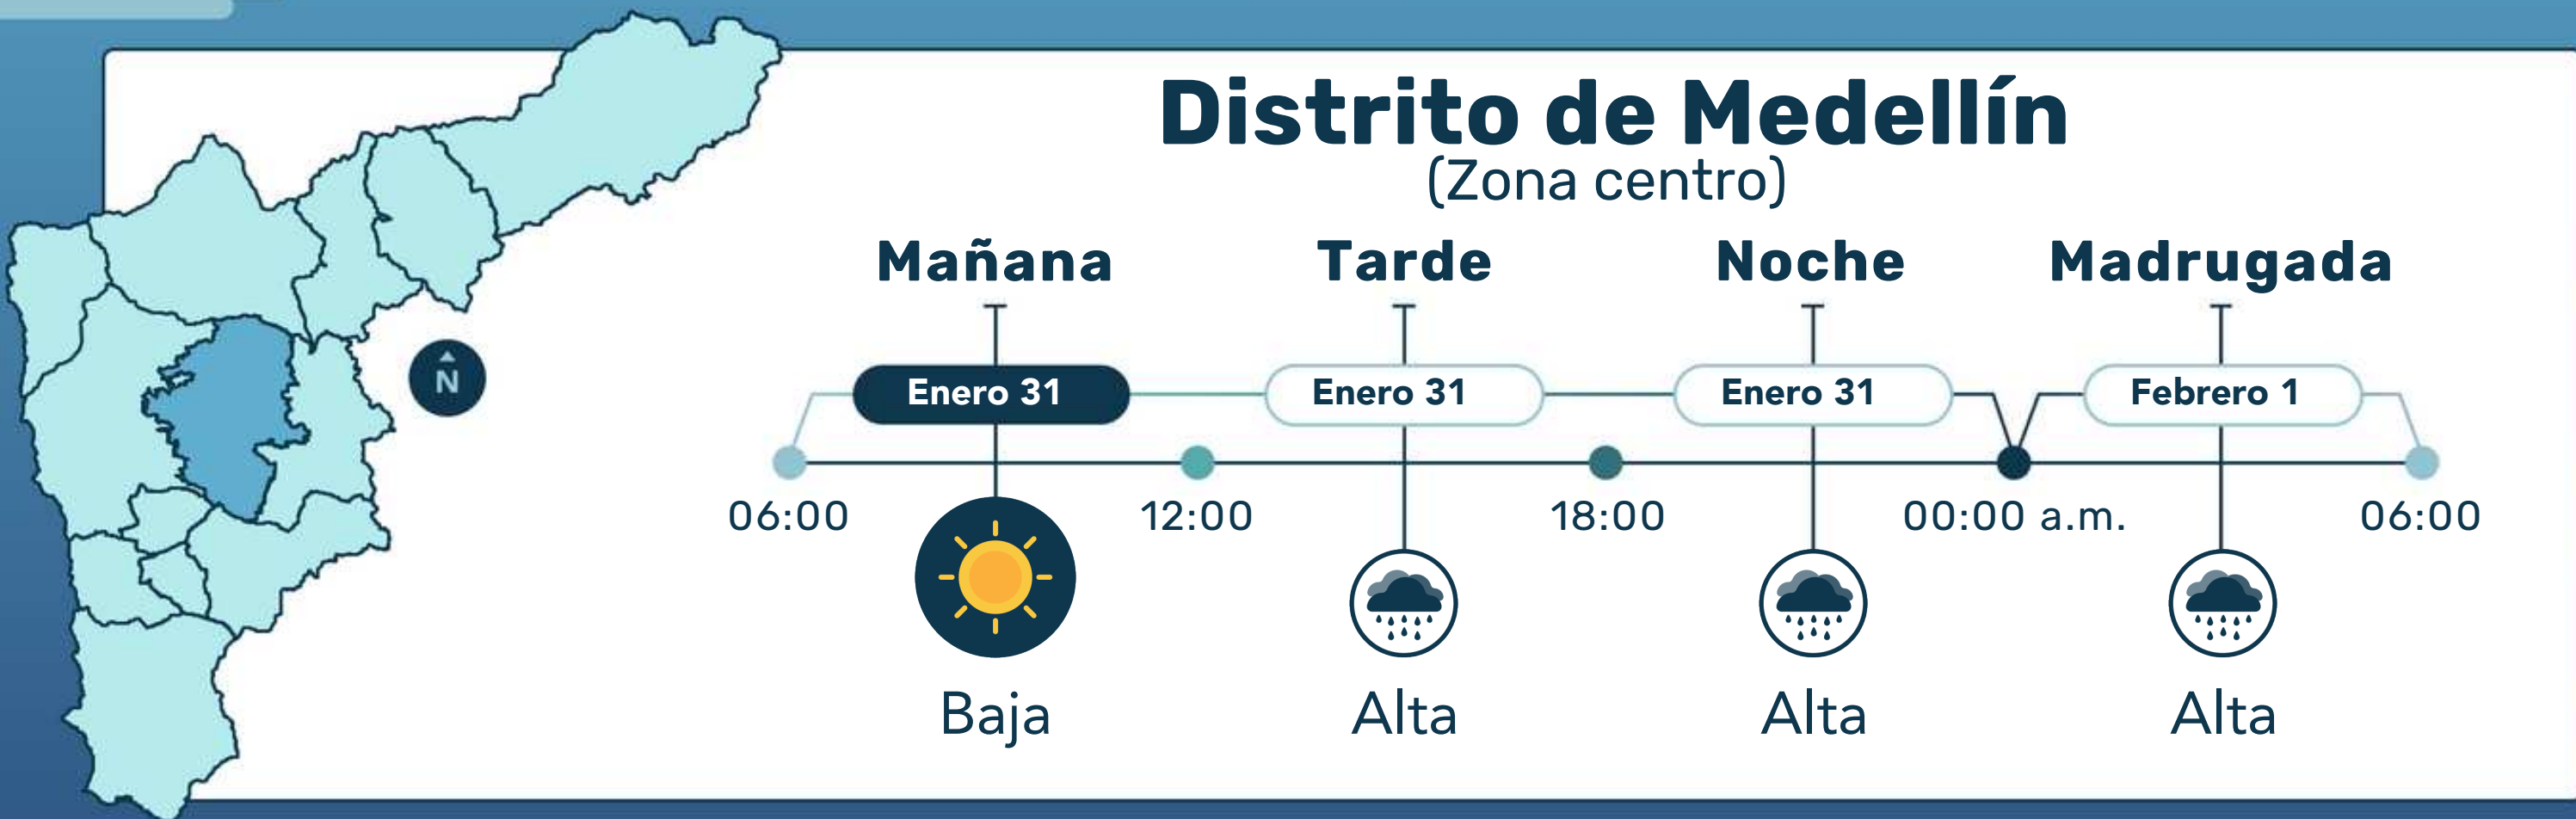 Distrito de Medellín
(Zona centro)
Mañana Tarde Noche Madrugada
N
Enero 31 Enero 31 Enero 31 Febrero 1
06:00 12:00 18:00 00:00 a.m. 06:00
Baja Alta Alta Alta